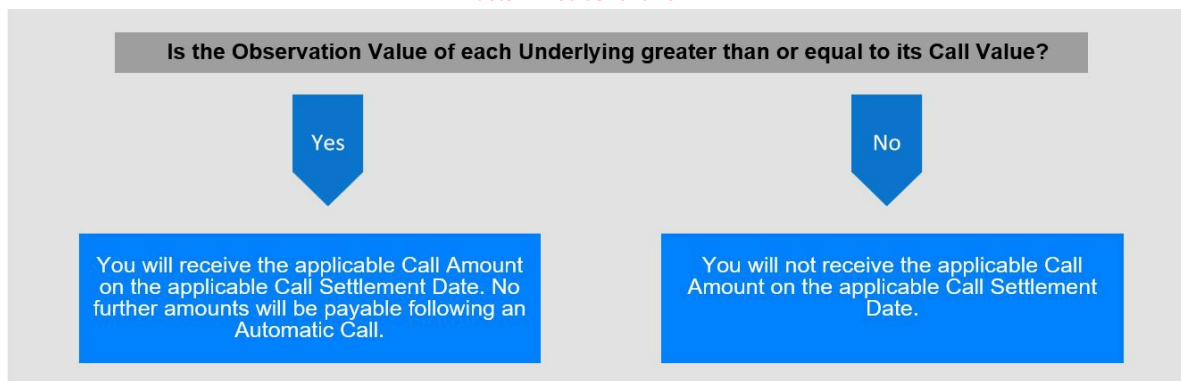 Is the Observation Value of each Underlying greater than or equal to its Call Value?
Yes
No
You will receive the applicable Call Amount
on the applicable Call Settlement Date. No
further amounts will be payable following an
Automatic Call.
You will not receive the applicable Call
Amount on the applicable Call Settlement
Date.